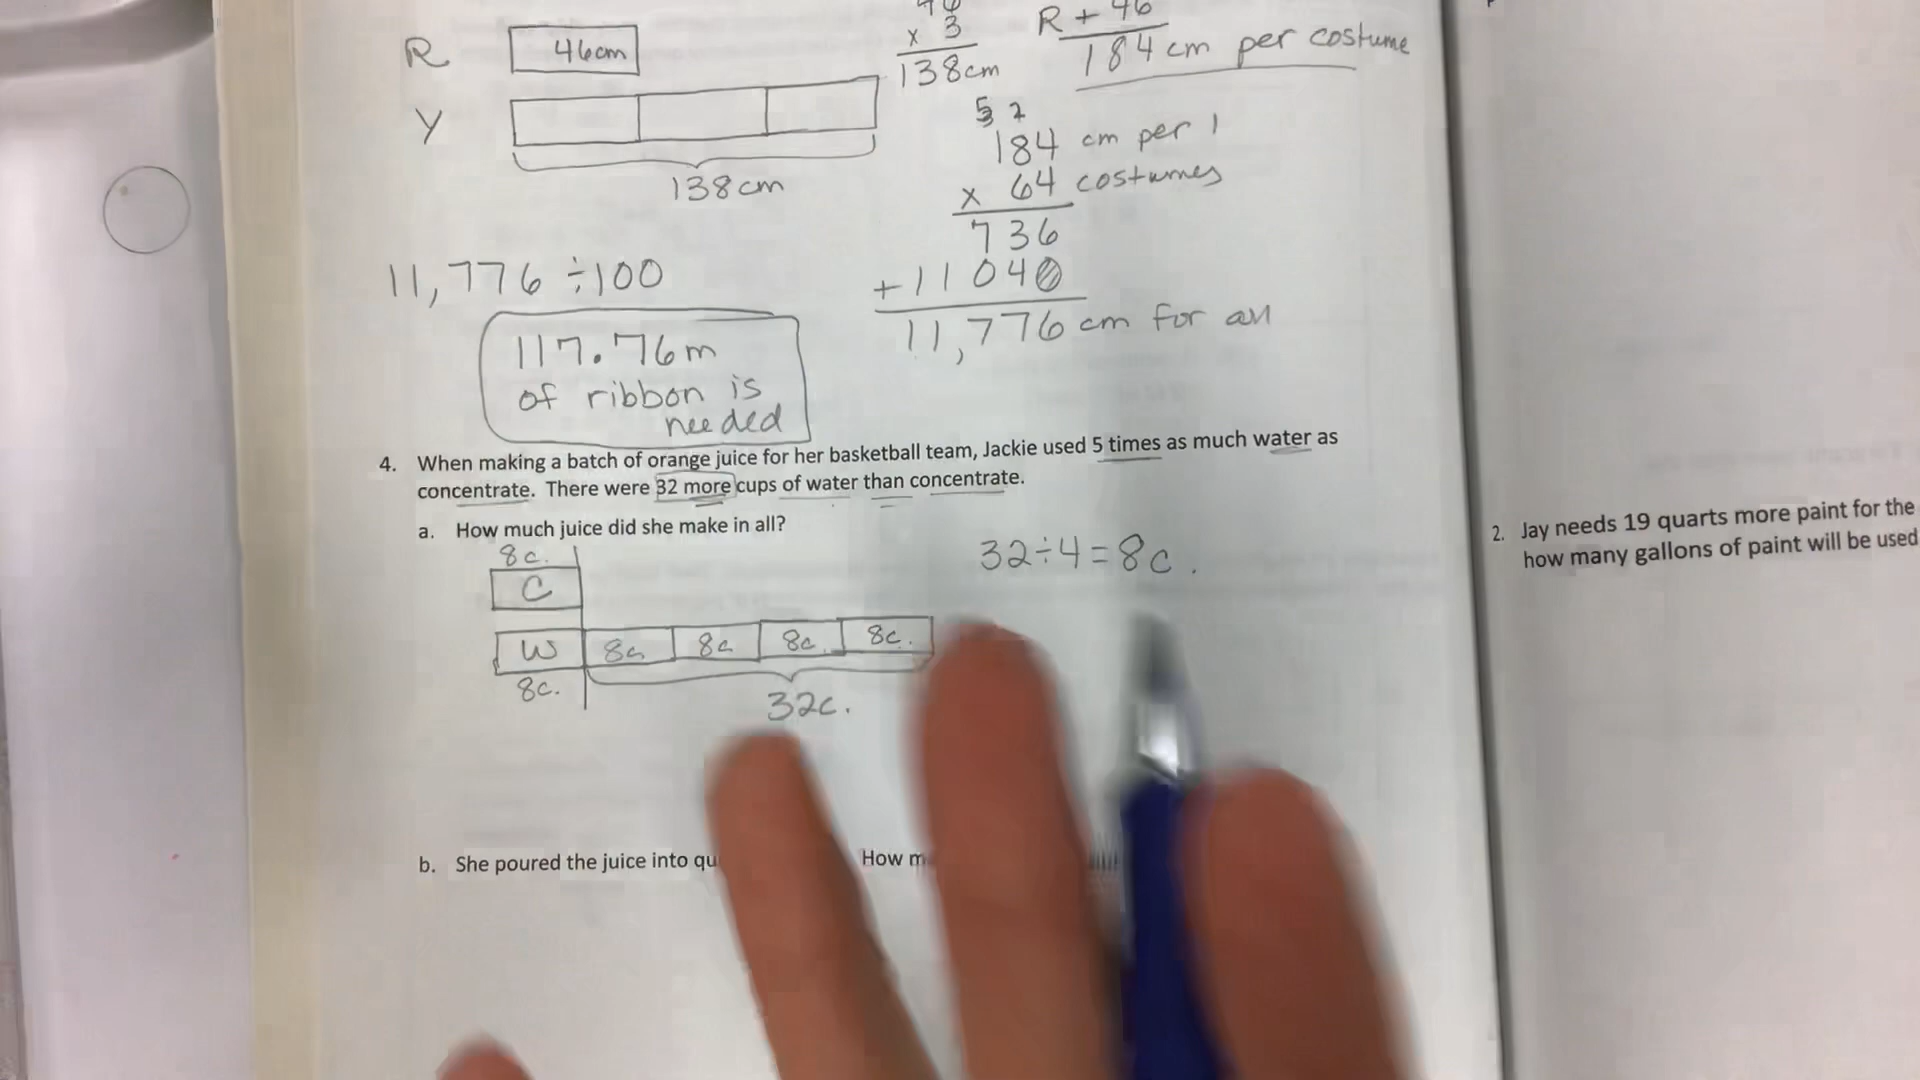 x 3
R + 46
R 46cm
138cm
184cm per costume
Y
5 2
184 cm per 1
x 64 costumes
138cm
736
+11040
11,776 ÷100
11,776 cm for all
117.76m
of ribbon is
needed
4. When making a batch of orange juice for her basketball team, Jackie used 5 times as much water as
concentrate. There were 32 more cups of water than concentrate.
a. How much juice did she make in all?
8c.
32÷4=8c.
C
W 8c 8c 8c. 8c.
8c.
32c.
b. She poured the juice into How
2. Jay needs 19 quarts more paint for the
how many gallons of paint will be used